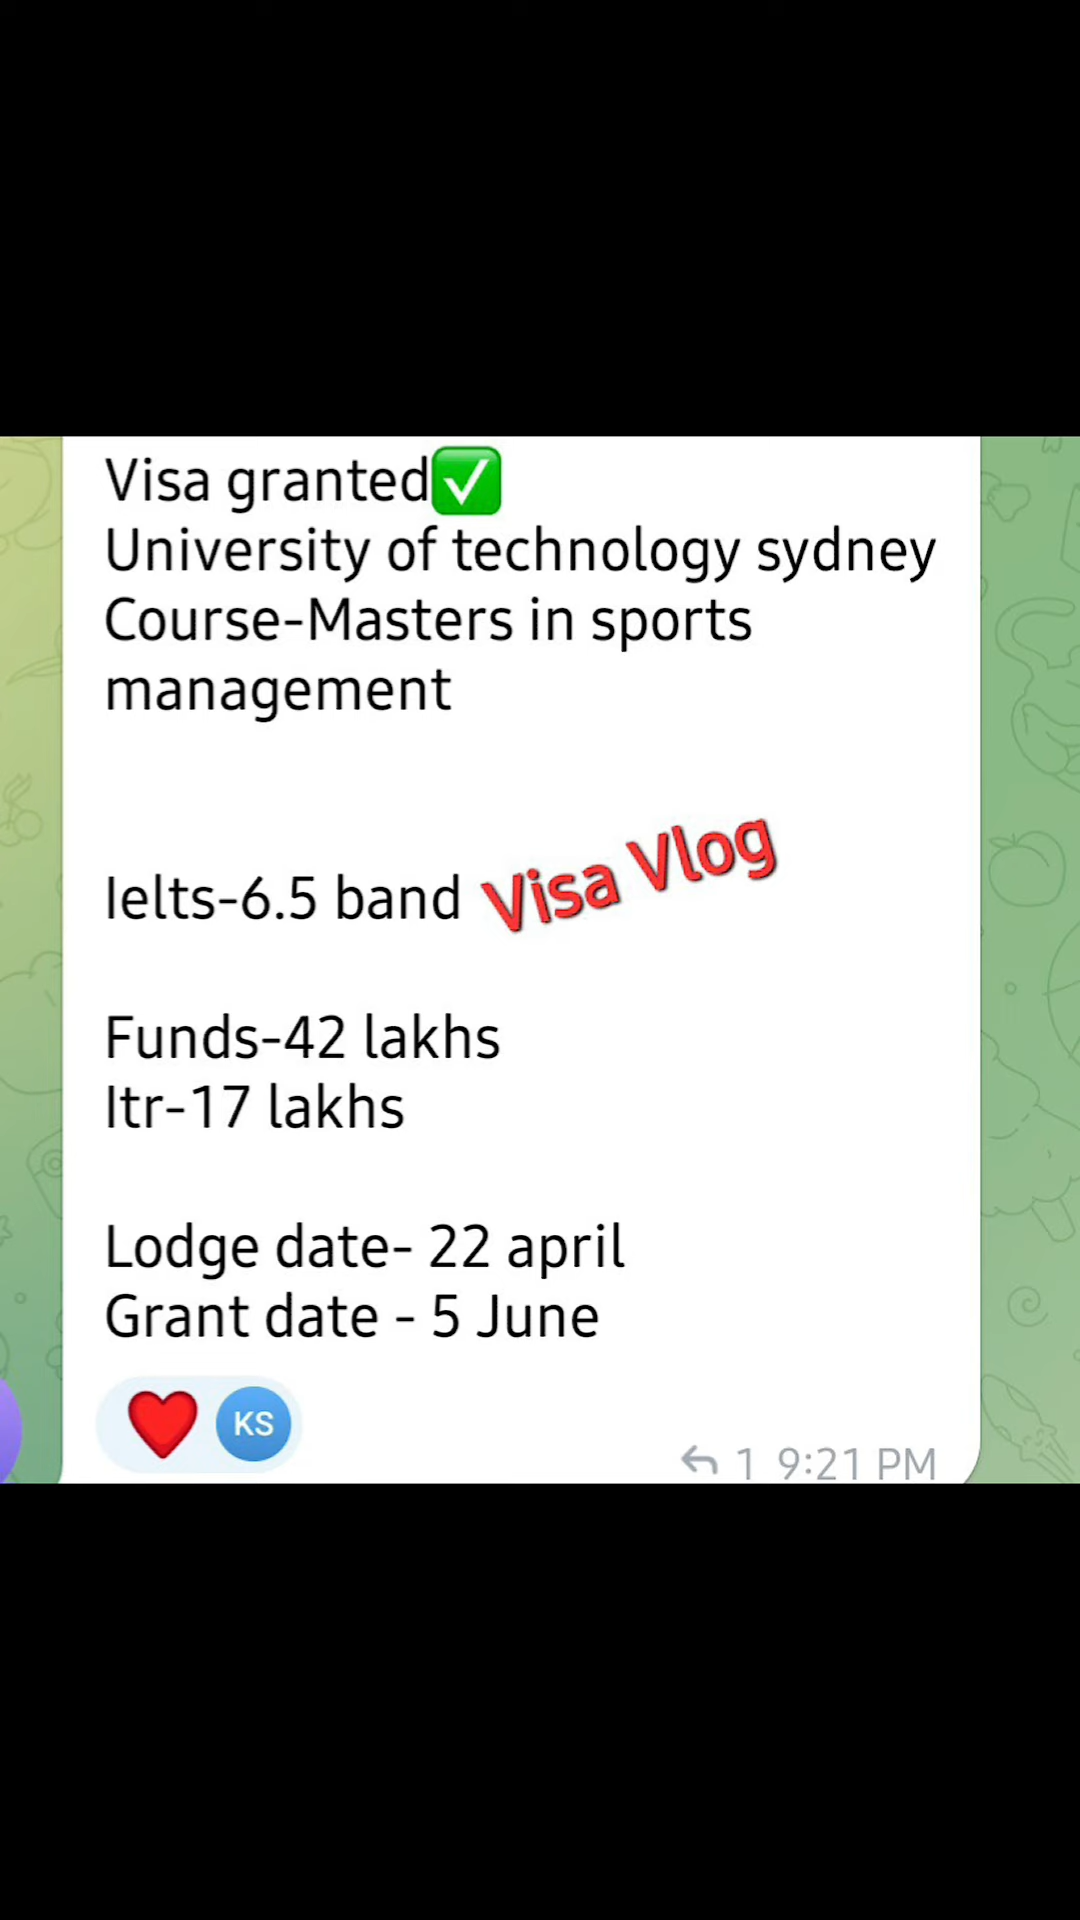 Visa granted✅
University of technology sydney
Course-Masters in sports
management
Ielts-6.5 band Visa Vlog
Funds-42 lakhs
Itr-17 lakhs
Lodge date- 22 april
Grant date - 5 June
KS
1 9:21 PM